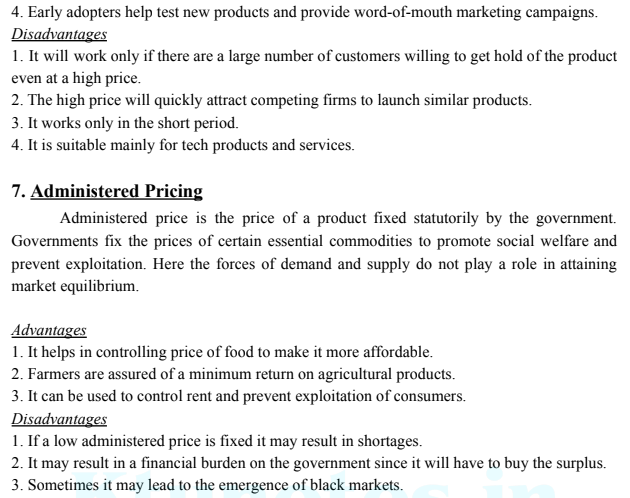 4. Early adopters help test new products and provide word-of-mouth marketing campaigns.
Disadvantages
1. It will work only if there are a large number of customers willing to get hold of the product
even at a high price.
2. The high price will quickly attract competing firms to launch similar products.
3. It works only in the short period.
4. It is suitable mainly for tech products and services.
7. Administered Pricing
Administered price is the price of a product fixed statutorily by the government.
Governments fix the prices of certain essential commodities to promote social welfare and
prevent exploitation. Here the forces of demand and supply do not play a role in attaining
market equilibrium.
Advantages
1. It helps in controlling price of food to make it more affordable.
2. Farmers are assured of a minimum return on agricultural products.
3. It can be used to control rent and prevent exploitation of consumers.
Disadvantages
1. If a low administered price is fixed it may result in shortages.
2. It may result in a financial burden on the government since it will have to buy the surplus.
3. Sometimes it may lead to the emergence of black markets.